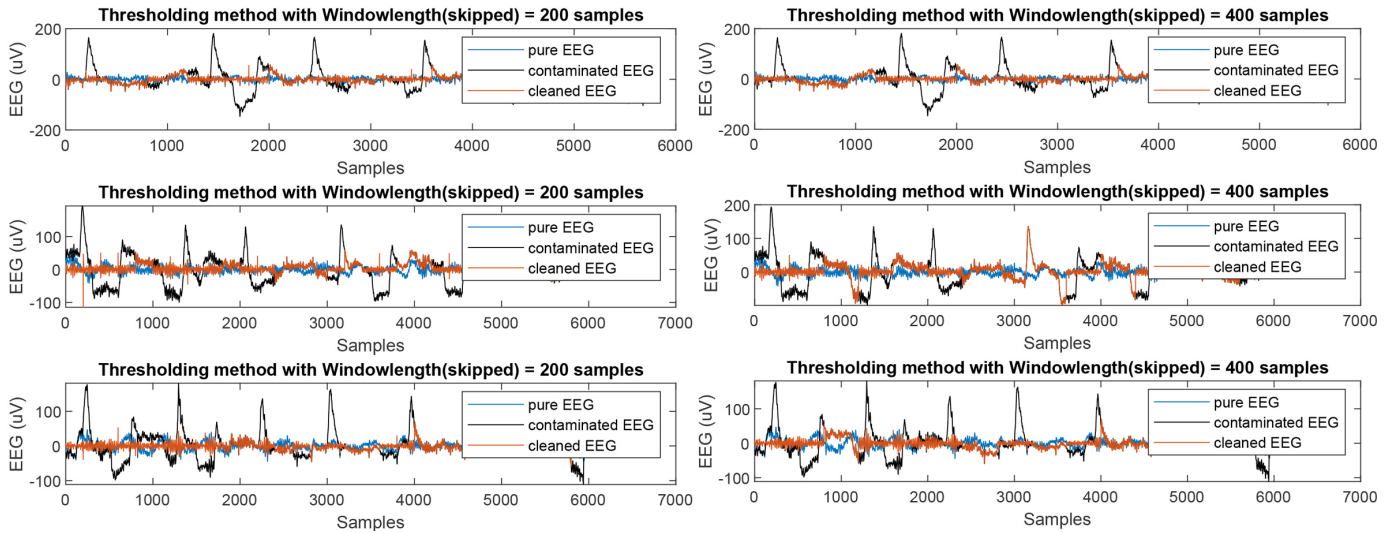 Thresholding method with Windowlength(skipped) = 200 samples
200
0
-200
EEG (uV)
pure EEG
contaminated EEG
cleaned EEG
0 1000 2000 3000 4000 5000 6000
Samples
Thresholding method with Windowlength(skipped) = 400 samples
200
0
-200
EEG (uV)
pure EEG
contaminated EEG
cleaned EEG
0 1000 2000 3000 4000 5000 6000
Samples
Thresholding method with Windowlength(skipped) = 200 samples
100
0
-100
EEG (uV)
pure EEG
contaminated EEG
cleaned EEG
0 1000 2000 3000 4000 5000 6000 7000
Samples
Thresholding method with Windowlength(skipped) = 400 samples
200
100
0
EEG (uV)
pure EEG
contaminated EEG
cleaned EEG
0 1000 2000 3000 4000 5000 6000 7000
Samples
Thresholding method with Windowlength(skipped) = 200 samples
100
0
-100
EEG (uV)
pure EEG
contaminated EEG
cleaned EEG
0 1000 2000 3000 4000 5000 6000 7000
Samples
Thresholding method with Windowlength(skipped) = 400 samples
100
0
-100
EEG (uV)
pure EEG
contaminated EEG
cleaned EEG
0 1000 2000 3000 4000 5000 6000 7000
Samples